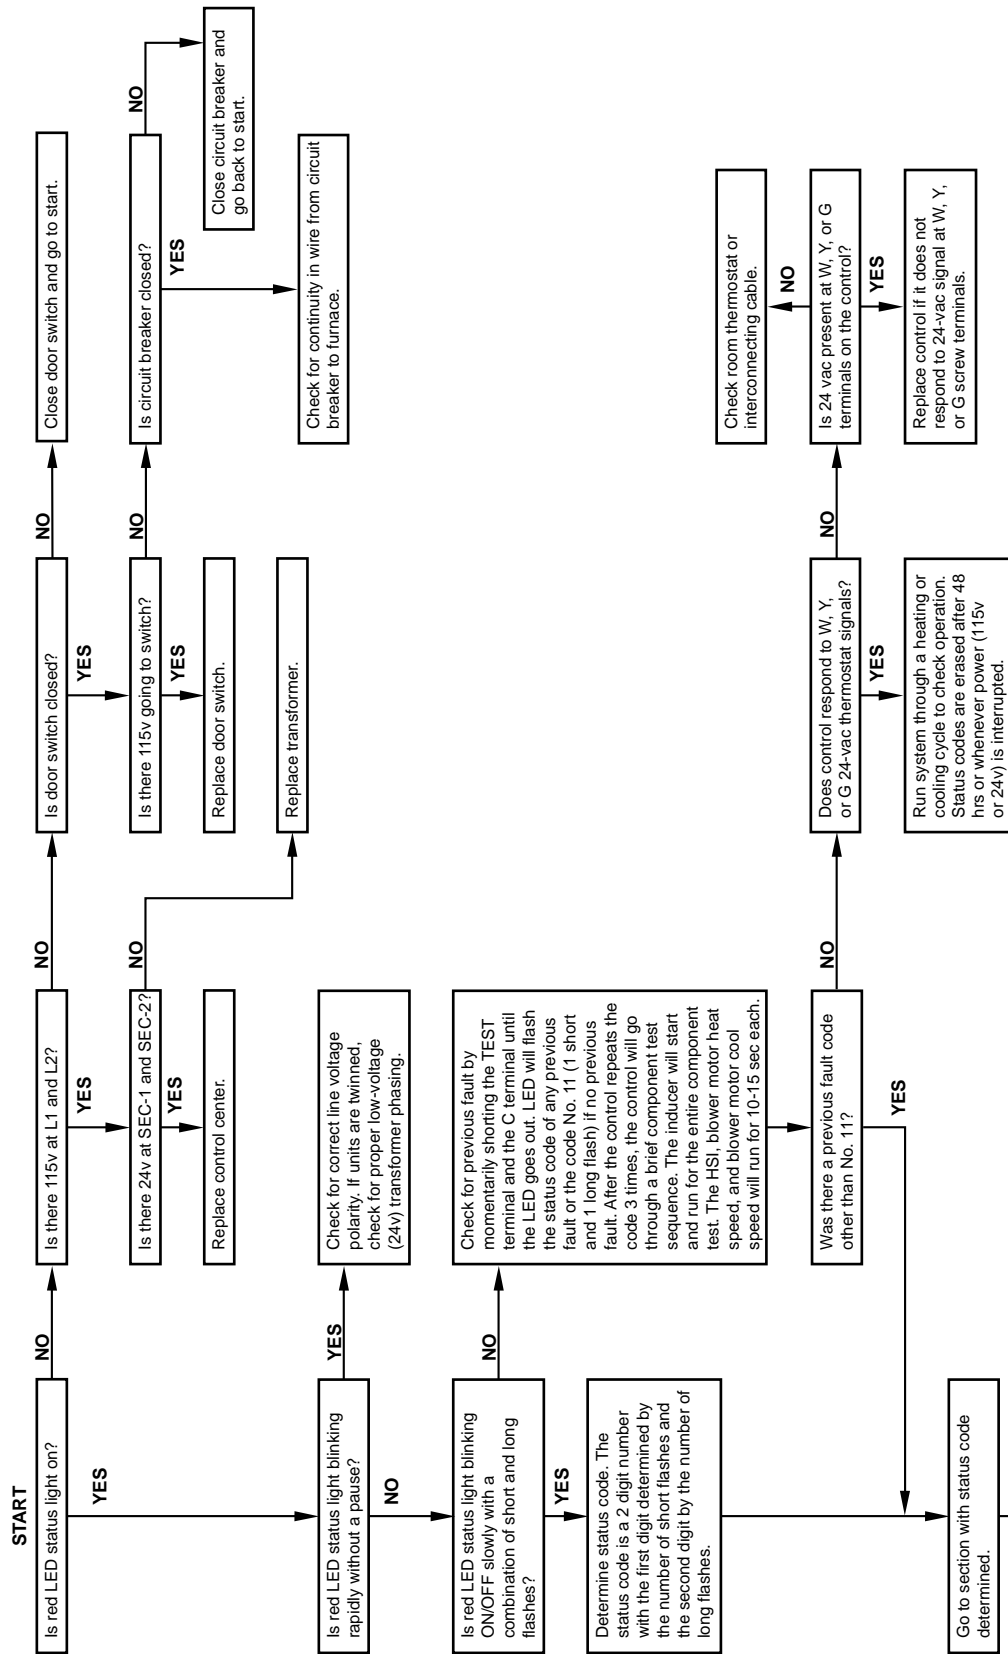 START
Is red LED status light on?
NO
YES
Is there 115v at L1 and L2?
NO
YES
Is door switch closed?
NO
YES
Close door switch and go to start.
Is there 24v at SEC-1 and SEC-2?
NO
YES
Replace control center.
Replace transformer.
Is there 115v going to switch?
NO
YES
Replace door switch.
Is circuit breaker closed?
NO
YES
Close circuit breaker and
go back to start.
Check for continuity in wire from circuit
breaker to furnace.
Is red LED status light blinking
rapidly without a pause?
YES
NO
Check for correct line voltage
polarity. If units are twinned,
check for proper low-voltage
(24v) transformer phasing.
Is red LED status light blinking
ON/OFF slowly with a
combination of short and long
flashes?
NO
YES
Check for previous fault by
momentarily shorting the TEST
terminal and the C terminal until
the LED goes out. LED will flash
the status code of any previous
fault or the code No. 11 (1 short
and 1 long flash) if no previous
fault. After the control repeats the
code 3 times, the control will go
through a brief component test
sequence. The inducer will start
and run for the entire component
test. The HSI, blower motor heat
speed, and blower motor cool
speed will run for 10-15 sec each.
Determine status code. The
status code is a 2 digit number
with the first digit determined by
the number of short flashes and
the second digit by the number of
long flashes.
Was there a previous fault code
other than No. 11?
NO
YES
Does control respond to W, Y,
or G 24-vac thermostat signals?
NO
YES
Run system through a heating or
cooling cycle to check operation.
Status codes are erased after 48
hrs or whenever power (115v
or 24v) is interrupted.
Check room thermostat or
interconnecting cable.
NO
Is 24 vac present at W, Y, or G
terminals on the control?
YES
Replace control if it does not
respond to 24-vac signal at W, Y,
or G screw terminals.
Go to section with status code
determined.